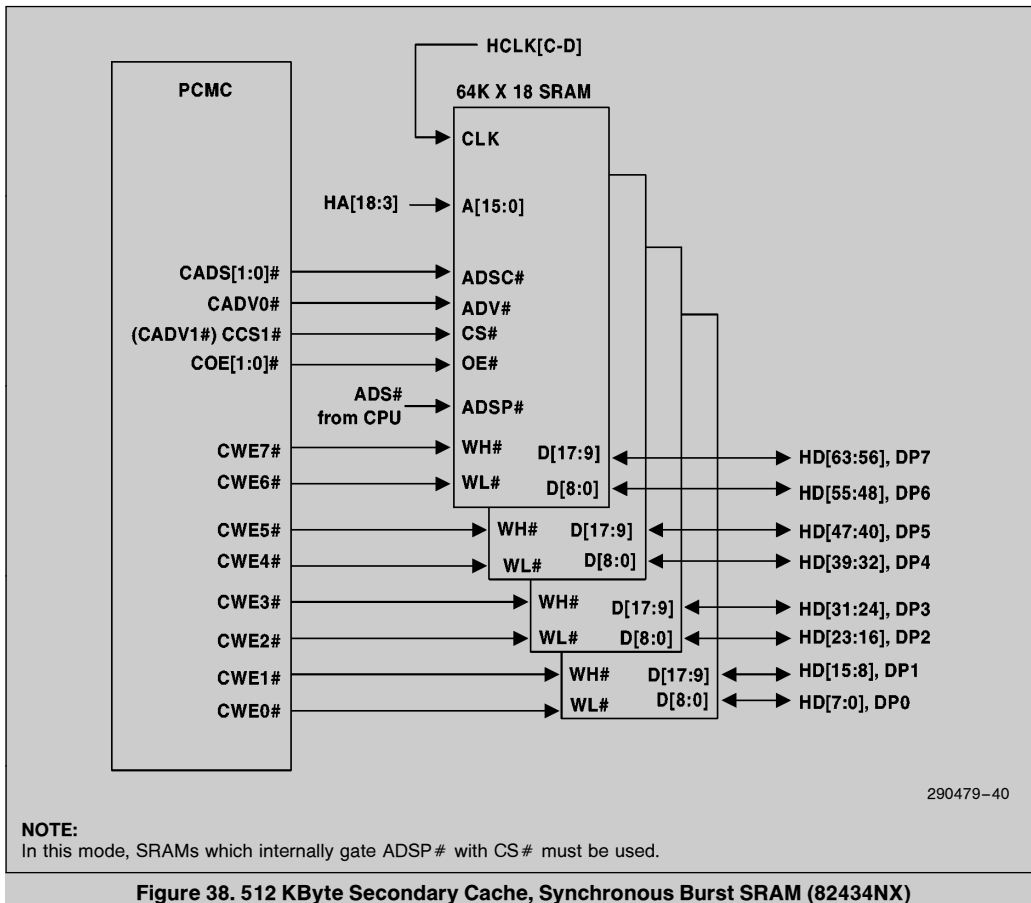 HCLK[C-D]
PCMC
64K X 18 SRAM
CLK
HA[18:3]
A[15:0]
CADS[1:0]#
ADSC#
CADV0#
ADV#
(CADV1#) CCS1#
CS#
COE[1:0]#
OE#
ADS#
from CPU
ADSP#
CWE7#
WH#
D[17:9]
HD[63:56], DP7
CWE6#
WL#
D[8:0]
HD[55:48], DP6
CWE5#
WH#
D[17:9]
HD[47:40], DP5
CWE4#
WL#
D[8:0]
HD[39:32], DP4
CWE3#
WH#
D[17:9]
HD[31:24], DP3
CWE2#
WL#
D[8:0]
HD[23:16], DP2
CWE1#
WH#
D[17:9]
HD[15:8], DP1
CWE0#
WL#
D[8:0]
HD[7:0], DP0
290479–40
NOTE:
In this mode, SRAMs which internally gate ADSP# with CS# must be used.
Figure 38. 512 KByte Secondary Cache, Synchronous Burst SRAM (82434NX)